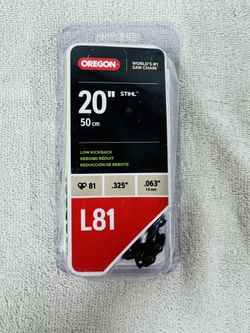 OREGON
WORLD'S #1
SAW CHAIN
20" STIHL
50 cm
LOW KICKBACK
REBOND RÉDUIT
REDUCCIÓN DE REBOTE
81 .325" .063"
1.6 mm
L81